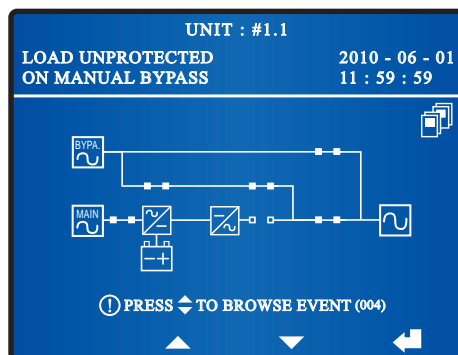 UNIT : #1.1
LOAD UNPROTECTED
ON MANUAL BYPASS
2010 - 06 - 01
11 : 59 : 59
BYPA.
MAIN
PRESS TO BROWSE EVENT (004)